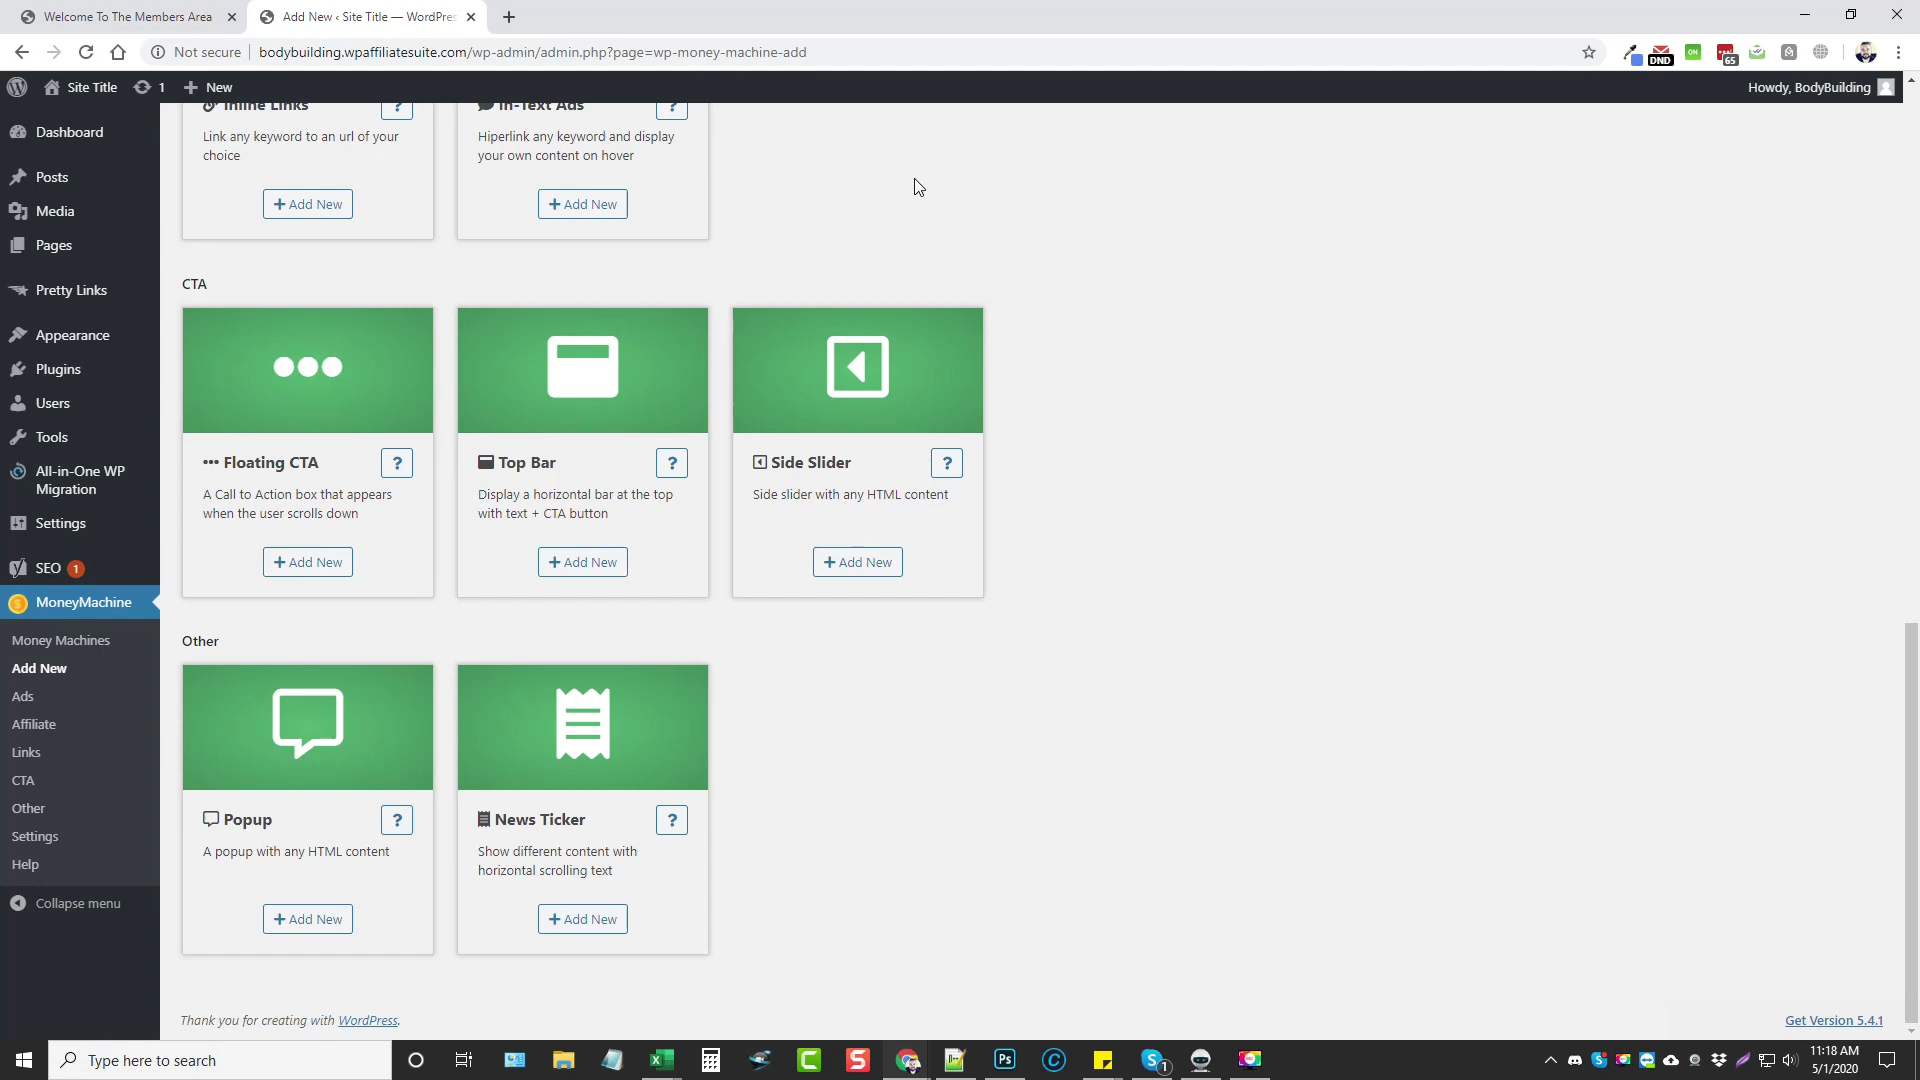 Welcome To The Members Area
Add New ‹ Site Title — WordPres
Not secure
bodybuilding.wpaffiliatesuite.com/wp-admin/admin.php?page=wp-money-machine-add
DND
ON
65
Site Title
1
New
Howdy, BodyBuilding
Dashboard
Posts
Media
Pages
Pretty Links
Appearance
Plugins
Users
Tools
All-in-One WP
Migration
Settings
SEO 1
MoneyMachine
Money Machines
Add New
Ads
Affiliate
Links
CTA
Other
Settings
Help
Collapse menu
Inline Links ?
Link any keyword to an url of your
choice
Add New
In-Text Ads ?
Hiperlink any keyword and display
your own content on hover
Add New
CTA
Floating CTA ?
A Call to Action box that appears
when the user scrolls down
Add New
Top Bar ?
Display a horizontal bar at the top
with text + CTA button
Add New
Side Slider ?
Side slider with any HTML content
Add New
Other
Popup ?
A popup with any HTML content
Add New
News Ticker ?
Show different content with
horizontal scrolling text
Add New
Thank you for creating with WordPress.
Get Version 5.4.1
Type here to search
Ps
1
11:18 AM
5/1/2020